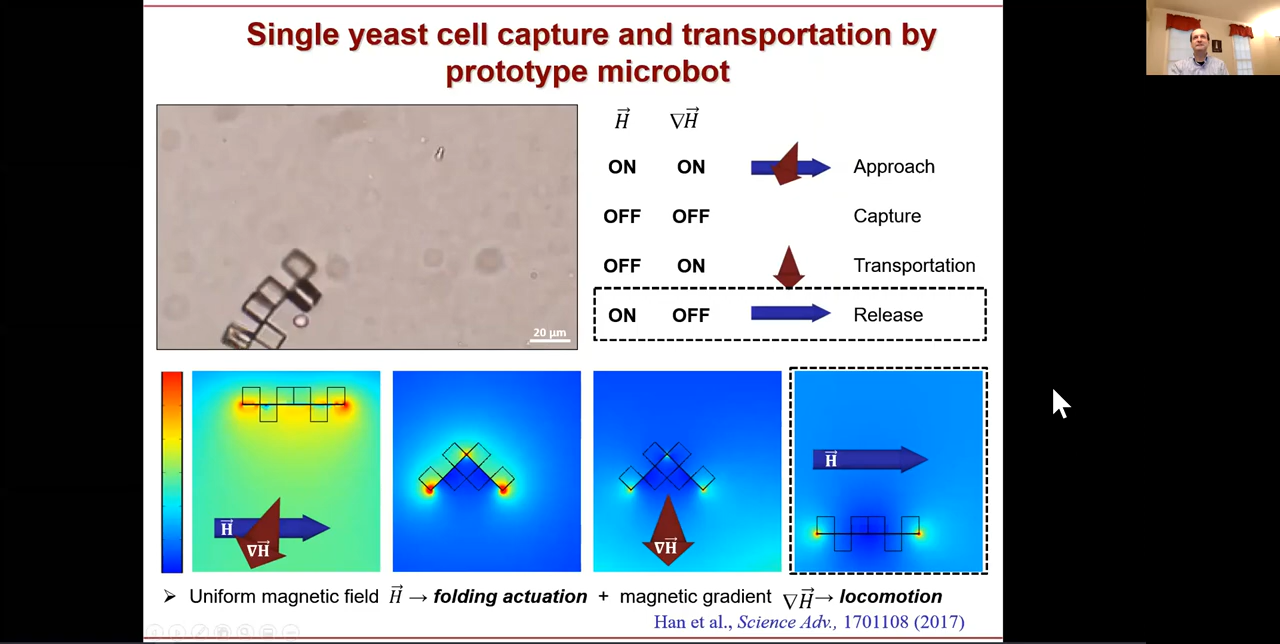 Single yeast cell capture and transportation by
prototype microbot
H⃗ ∇H⃗
ON ON Approach
OFF OFF Capture
OFF ON Transportation
ON OFF Release
20 µm
H⃗
∇H⃗
∇H⃗
H⃗
➢ Uniform magnetic field H⃗ → folding actuation + magnetic gradient ∇H⃗ → locomotion
Han et al., Science Adv., 1701108 (2017)